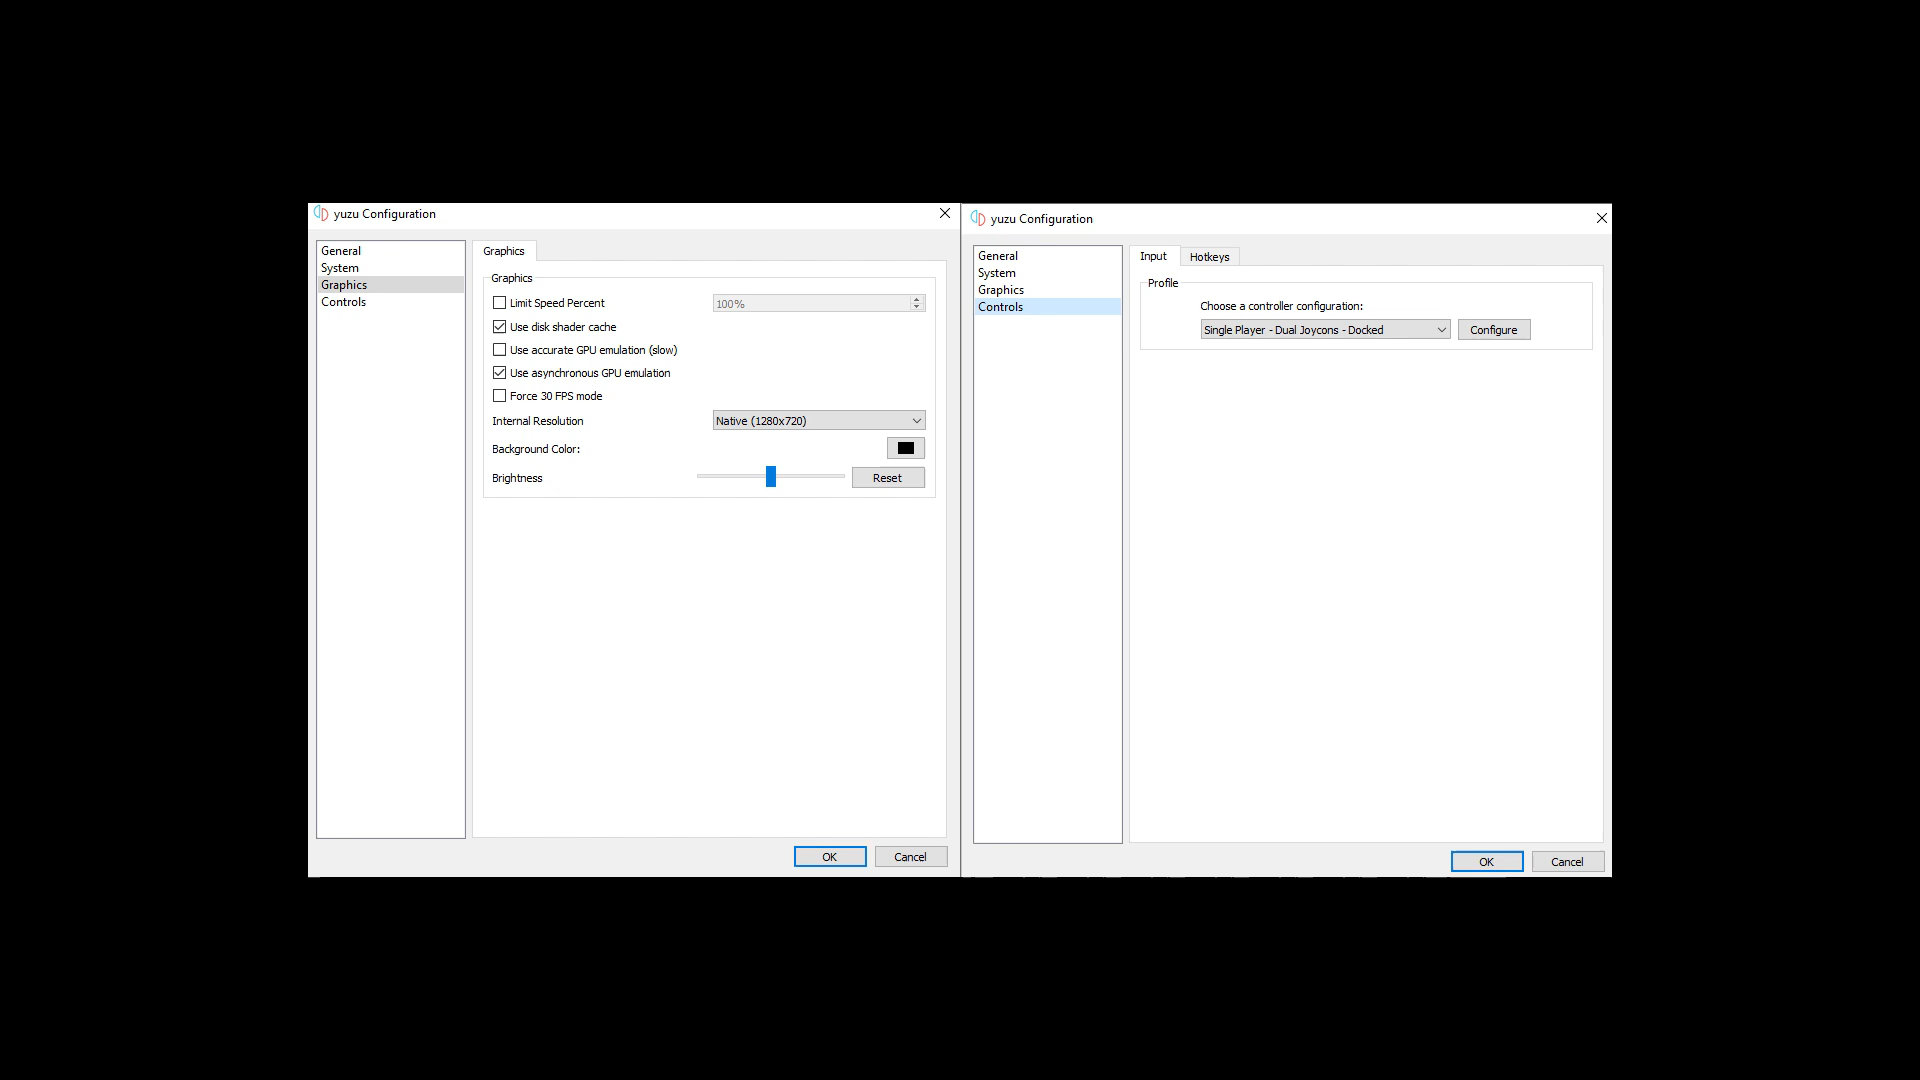 yuzu Configuration
General
System
Graphics
Controls
Graphics
Graphics
Limit Speed Percent
100%
Use disk shader cache
Use accurate GPU emulation (slow)
Use asynchronous GPU emulation
Force 30 FPS mode
Internal Resolution
Native (1280x720)
Background Color:
Brightness
Reset
OK
Cancel
yuzu Configuration
General
System
Graphics
Controls
Input
Hotkeys
Profile
Choose a controller configuration:
Single Player - Dual Joycons - Docked
Configure
OK
Cancel